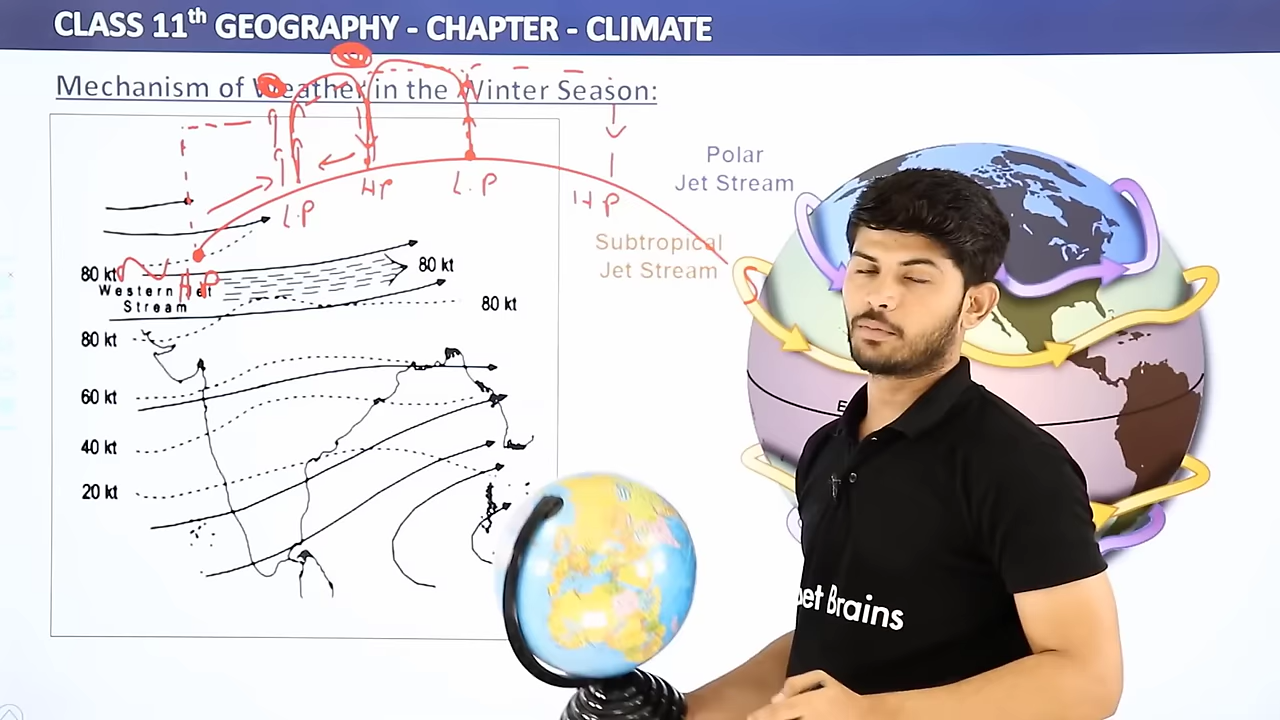 CLASS 11th GEOGRAPHY - CHAPTER - CLIMATE
Mechanism of Weather in the Winter Season:
Polar
Jet Stream
H P
L.P
H P
L.P
Subtropical
Jet Stream
80 kt
80 kt
H P
Western Jet
Stream
80 kt
80 kt
60 kt
40 kt
20 kt
E
pet Brains